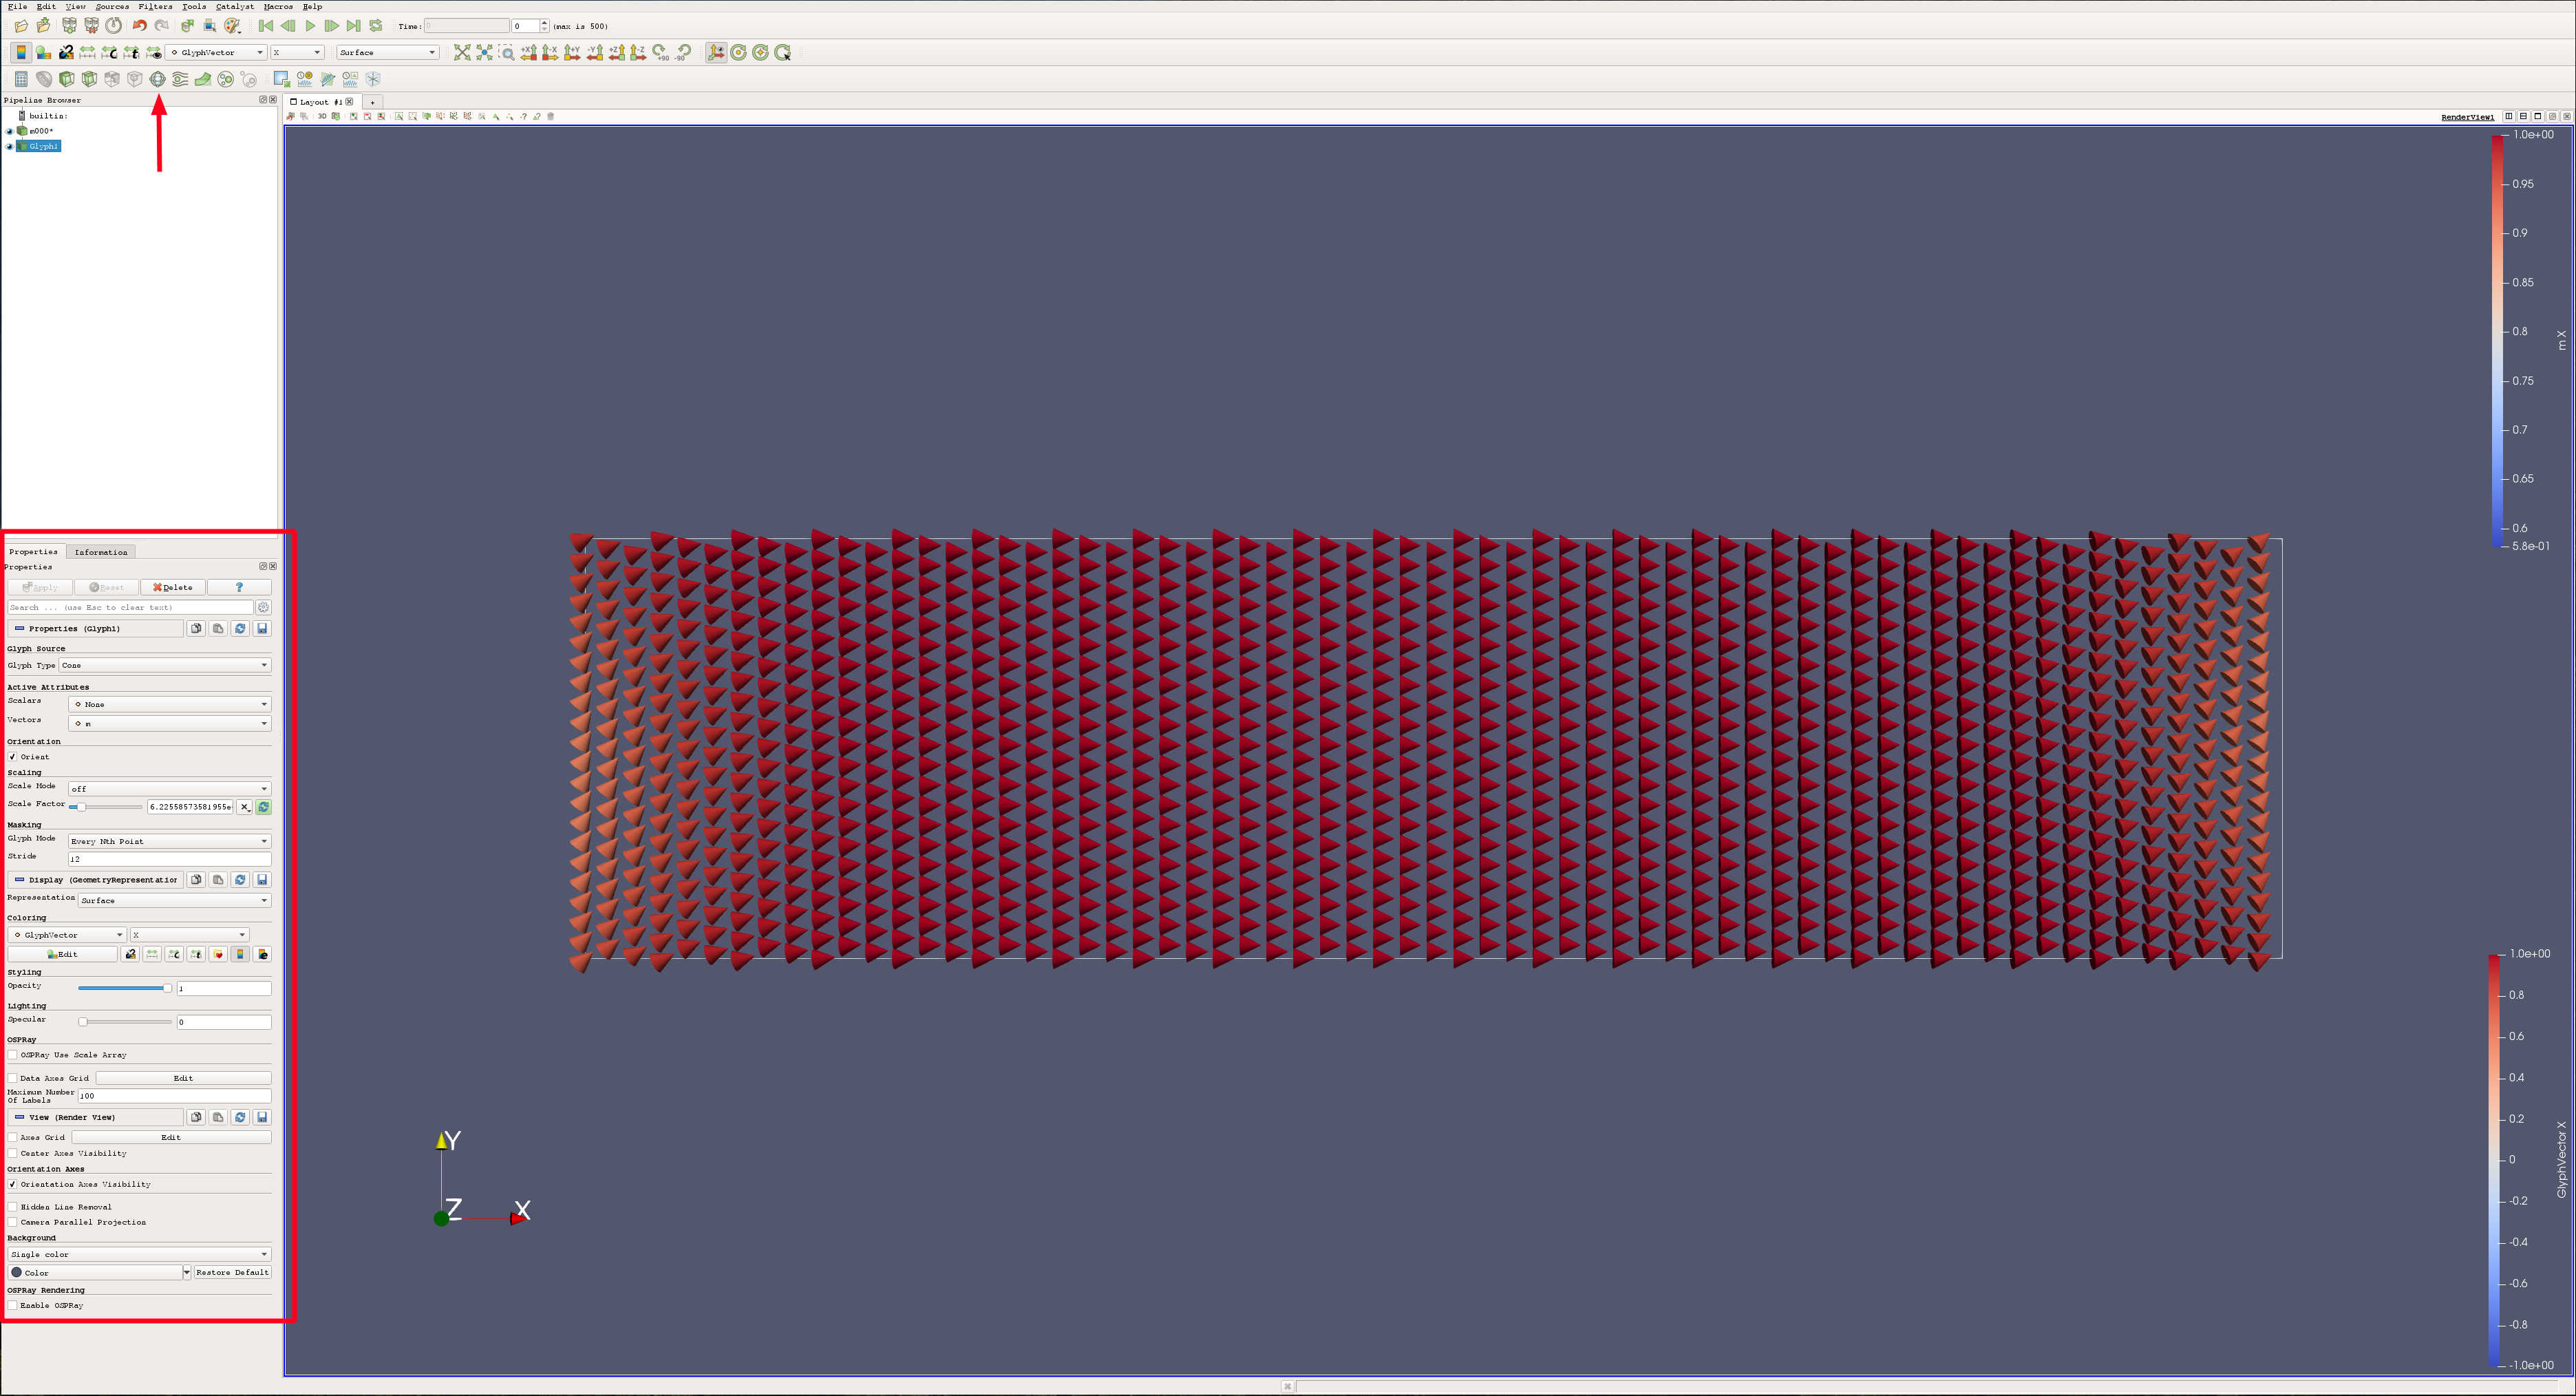 File Edit View Sources Filters Tools Catalyst Macros Help
Time: 0 0 (max is 500)
GlyphVector X Surface
+X -X +Y -Y +Z -Z +90 -90
Pipeline Browser
builtin:
m000*
Glyph1
Layout #1 +
3D
RenderView1
Properties Information
Properties
Apply Reset Delete ?
Search ... (use Esc to clear text)
Properties (Glyph1)
Glyph Source
Glyph Type Cone
Active Attributes
Scalars None
Vectors m
Orientation
Orient
Scaling
Scale Mode off
Scale Factor 6.22558573581955e
Masking
Glyph Mode Every Nth Point
Stride 12
Display (GeometryRepresentation
Representation Surface
Coloring
GlyphVector X
Edit
Styling
Opacity 1
Lighting
Specular 0
OSPRay
OSPRay Use Scale Array
Data Axes Grid Edit
Maximum Number
Of Labels 100
View (Render View)
Axes Grid Edit
Center Axes Visibility
Orientation Axes
Orientation Axes Visibility
Hidden Line Removal
Camera Parallel Projection
Background
Single color
Color Restore Default
OSPRay Rendering
Enable OSPRay
Y
Z
X
1.0e+00
0.95
0.9
0.85
0.8
0.75
0.7
0.65
0.6
5.8e-01
m X
1.0e+00
0.8
0.6
0.4
0.2
0
-0.2
-0.4
-0.6
-0.8
-1.0e+00
GlyphVector X